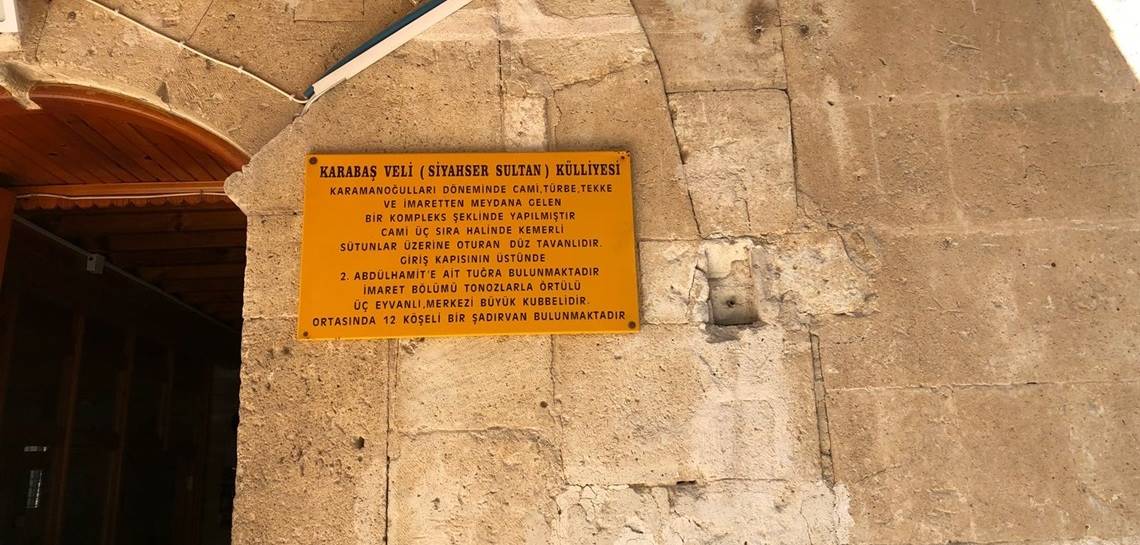 KARABAŞ VELİ (SİYAHSER SULTAN) KÜLLİYESİ
KARAMANOĞULLARI DÖNEMİNDE CAMİ,TÜRBE,TEKKE
VE İMARETTEN MEYDANA GELEN
BİR KOMPLEKS ŞEKLİNDE YAPILMIŞTIR
CAMİ ÜÇ SIRA HALİNDE KEMERLİ
SÜTUNLAR ÜZERİNE OTURAN DÜZ TAVANLIDIR.
GİRİŞ KAPISININ ÜSTÜNDE
2. ABDÜLHAMİT'E AİT TUĞRA BULUNMAKTADIR
İMARET BÖLÜMÜ TONOZLARLA ÖRTÜLÜ
ÜÇ EYVANLI,MERKEZİ BÜYÜK KUBBELİDİR.
ORTASINDA 12 KÖŞELİ BİR ŞADIRVAN BULUNMAKTADIR